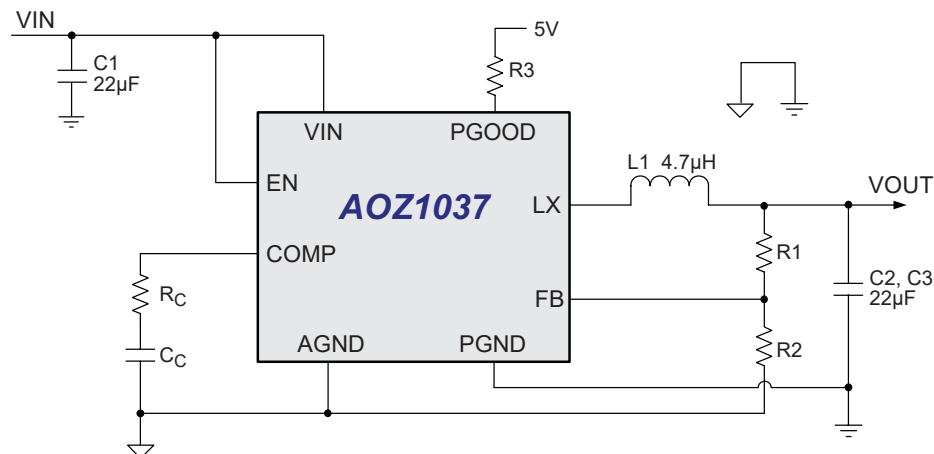 VIN
5V
C1
22µF
R3
VIN
PGOOD
L1 4.7µH
EN
AOZ1037
LX
VOUT
COMP
R1
C2, C3
22µF
RC
FB
AGND
PGND
R2
CC